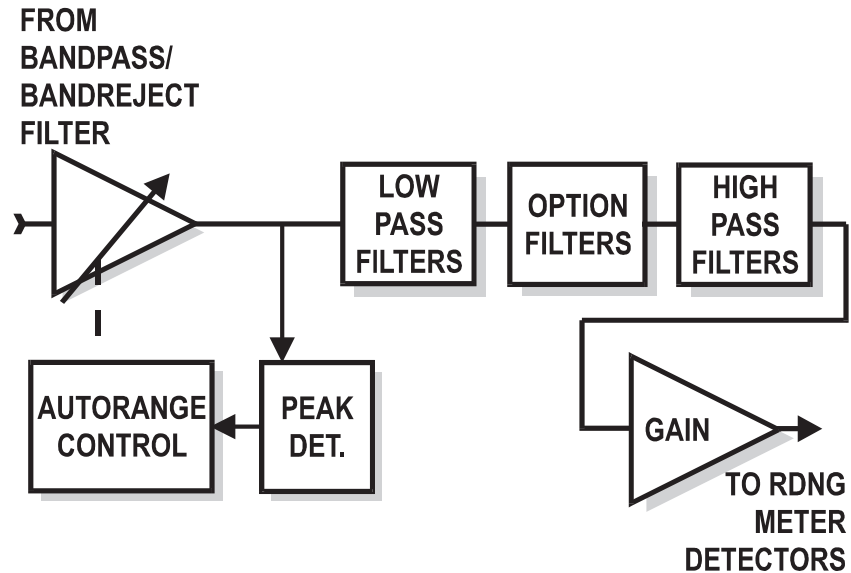 FROM
BANDPASS/
BANDREJECT
FILTER
LOW
PASS
FILTERS
OPTION
FILTERS
HIGH
PASS
FILTERS
AUTORANGE
CONTROL
PEAK
DET.
GAIN
TO RDNG
METER
DETECTORS